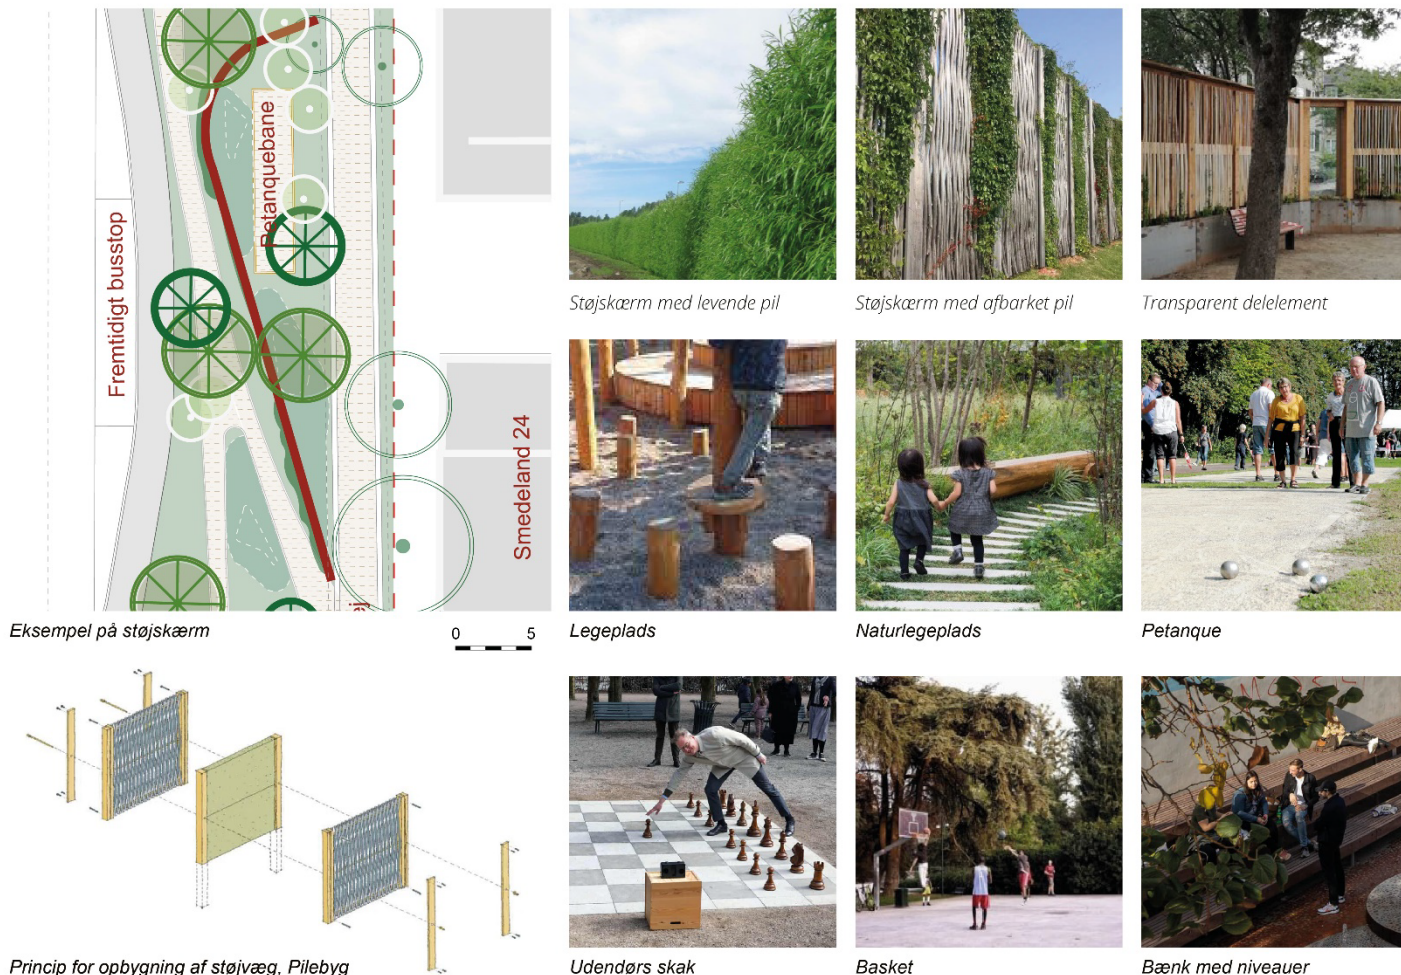 Petanquebane
Fremtidigt busstop
Smedeland 24
Eksempel på støjskærm
0 5
Støjskærm med levende pil
Støjskærm med afbarket pil
Transparent delelement
Legeplads
Naturlegeplads
Petanque
Princip for opbygning af støjvæg, Pilebyg
Udendørs skak
Basket
Bænk med niveauer